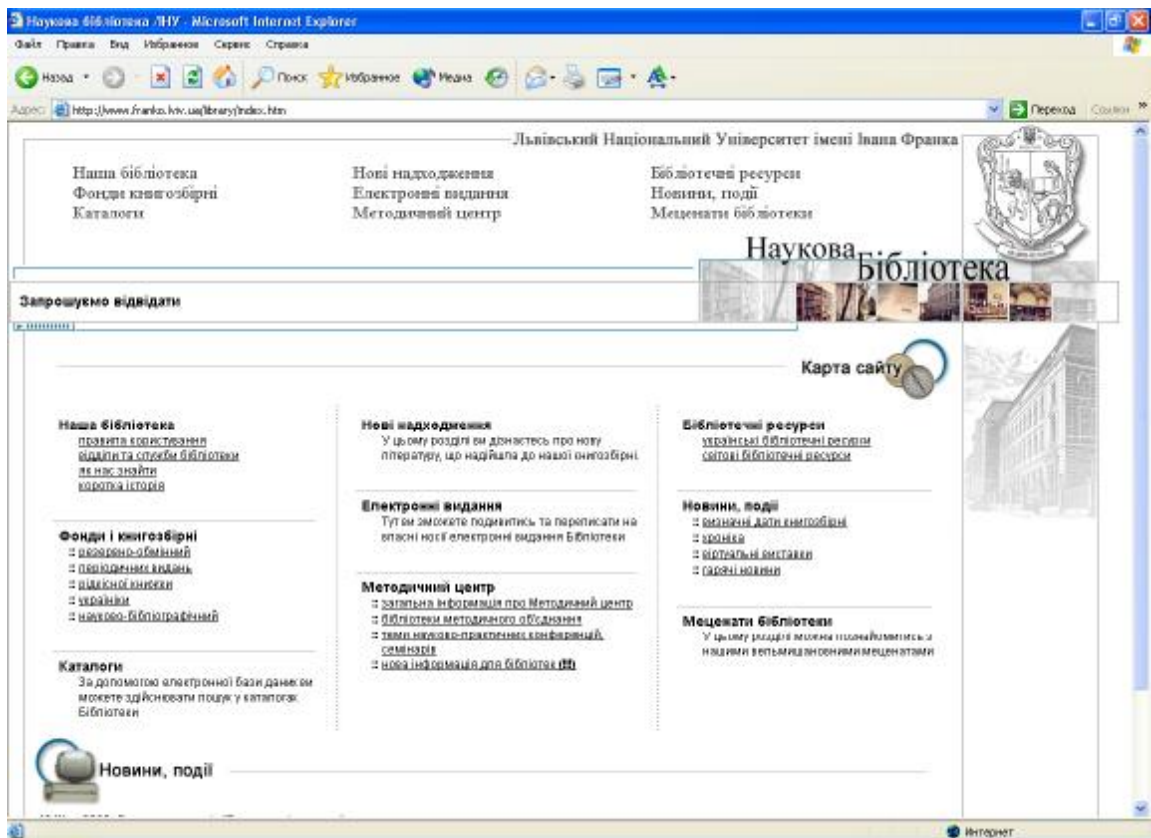 Наукова бібліотека ЛНУ - Microsoft Internet Explorer
Файл Правка Вид Избранное Сервис Справка
Назад Поиск Избранное Медиа
Адрес: http://www.franko.lviv.ua/library/index.htm Переход Ссылки »
Львівський Національний Університет імені Івана Франка
Наша бібліотека Нові надходження Бібліотечні ресурси
Фонди книгозбірні Електронні видання Новини, події
Каталоги Методичний центр Меценати бібліотеки
Наукова
Бібліотека
Запрошуємо відвідати
Карта сайту
Наша бібліотека
правила користування
відділи та служби бібліотеки
як нас знайти
коротка історія
Фонди і книгозбірні
:: резервно-обмінний
:: періодичних видань
:: рідкісної книжки
:: україніки
:: науково-бібліографічний
Каталоги
За допомогою електронної бази даних ви
можете здійснювати пошук у каталогах
Бібліотеки
Нові надходження
У цьому розділі ви дізнаєтесь про нову
літературу, що надійшла до нашої книгозбірні.
Електронні видання
Тут ви зможете подивитись та переписати на
власні носії електронні видання Бібліотеки
Методичний центр
:: загальна інформація про Методичний центр
:: бібліотеки методичного об'єднання
:: теми науково-практичних конференцій,
семінарів
:: нова інформація для бібліотек (!!!)
Бібліотечні ресурси
українські бібліотечні ресурси
світові бібліотечні ресурси
Новини, події
:: визначні дати книгозбірні
:: хроніка
:: віртуальні виставки
:: гарячі новини
Меценати бібліотеки
У цьому розділі можна познайомитись з
нашими вельмишановними меценатами
Новини, події
Интернет